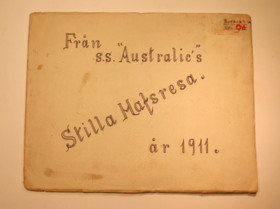 Från
s.s. "Australic's"
Stilla Hafsresa.
år 1911.